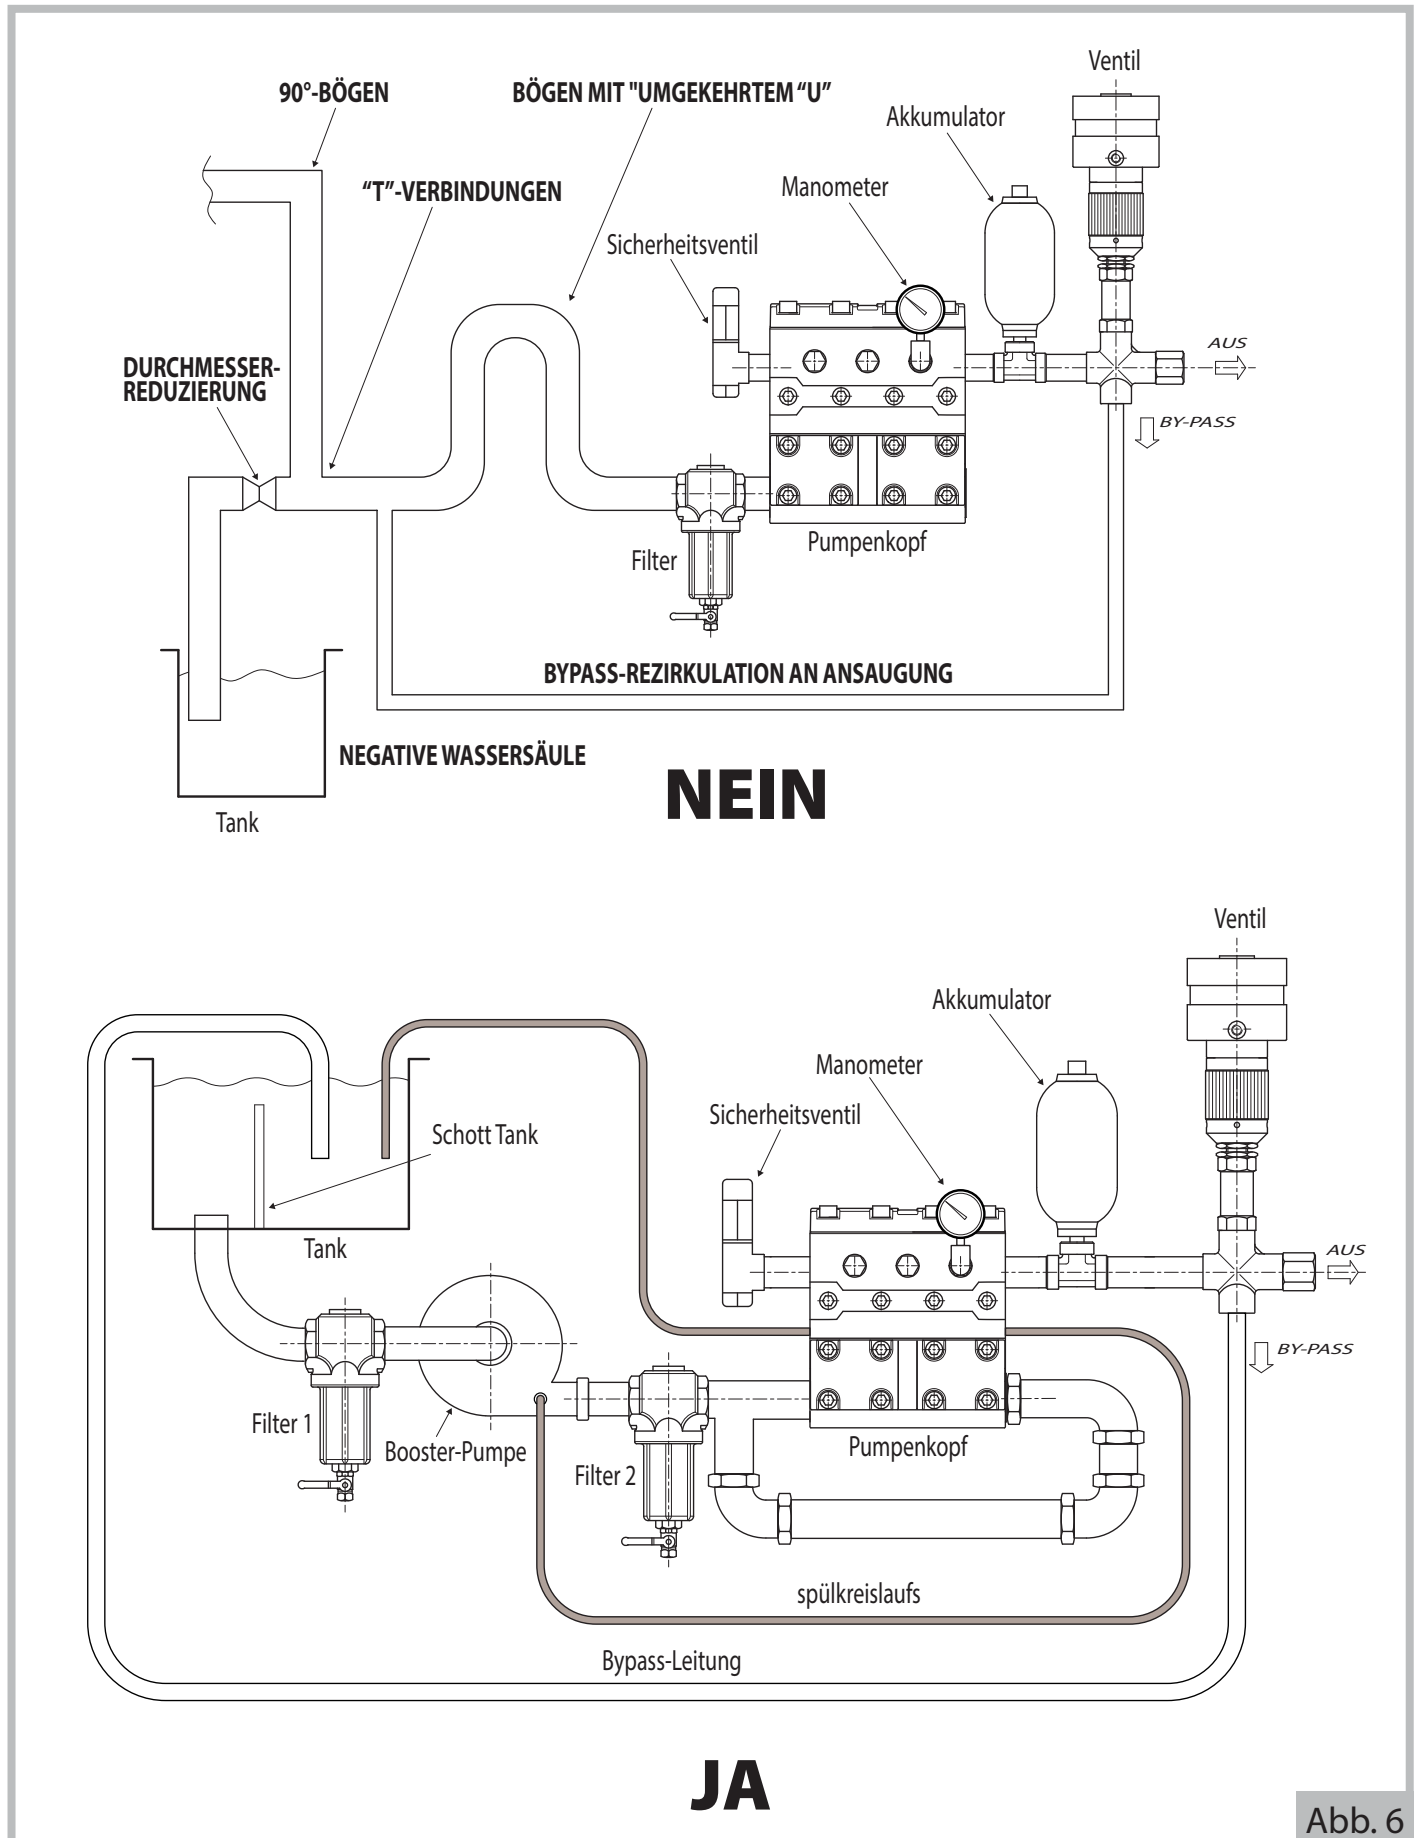 Ventil
90°-BÖGEN
BÖGEN MIT "UMGEKEHRTEM “U”
Akkumulator
“T”-VERBINDUNGEN
Manometer
Sicherheitsventil
DURCHMESSER-
REDUZIERUNG
AUS
BY-PASS
Filter
Pumpenkopf
BYPASS-REZIRKULATION AN ANSAUGUNG
NEGATIVE WASSERSÄULE
NEIN
Tank
Ventil
Akkumulator
Manometer
Sicherheitsventil
Schott Tank
Tank
AUS
BY-PASS
Filter 1
Booster-Pumpe
Filter 2
Pumpenkopf
spülkreislaufs
Bypass-Leitung
JA
Abb. 6